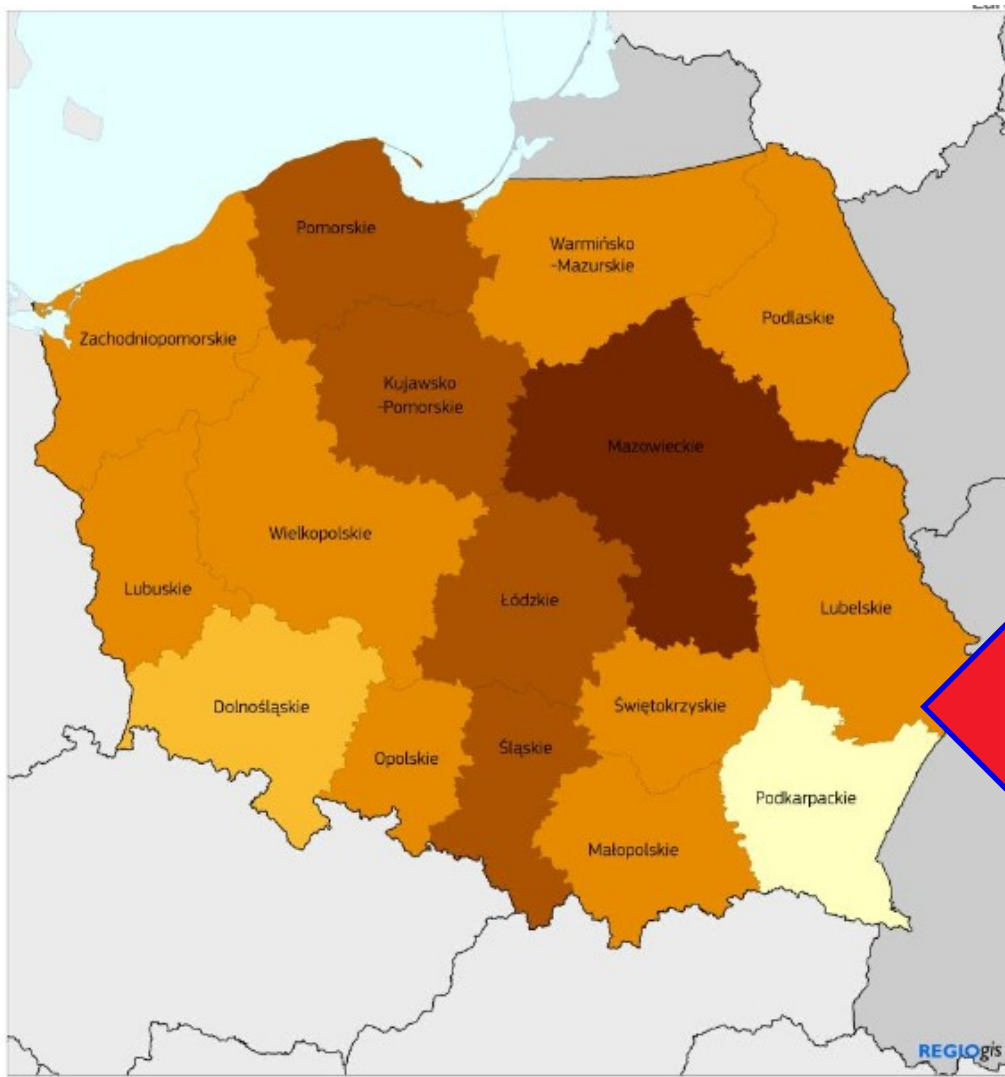 Pomorskie
Warmińsko
-Mazurskie
Podlaskie
Zachodniopomorskie
Kujawsko
-Pomorskie
Mazowieckie
Wielkopolskie
Lubuskie
Łódzkie
Lubelskie
Dolnośląskie
Świętokrzyskie
Opolskie
Śląskie
Podkarpackie
Małopolskie
REGIOgis